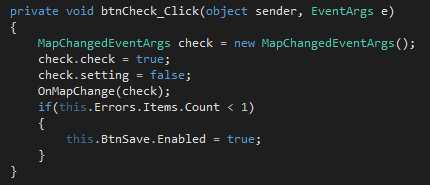 private void btnCheck_Click(object sender, EventArgs e)
{
    MapChangedEventArgs check = new MapChangedEventArgs();
    check.check = true;
    check.setting = false;
    OnMapChange(check);
    if(this.Errors.Items.Count < 1)
    {
        this.BtnSave.Enabled = true;
    }
}